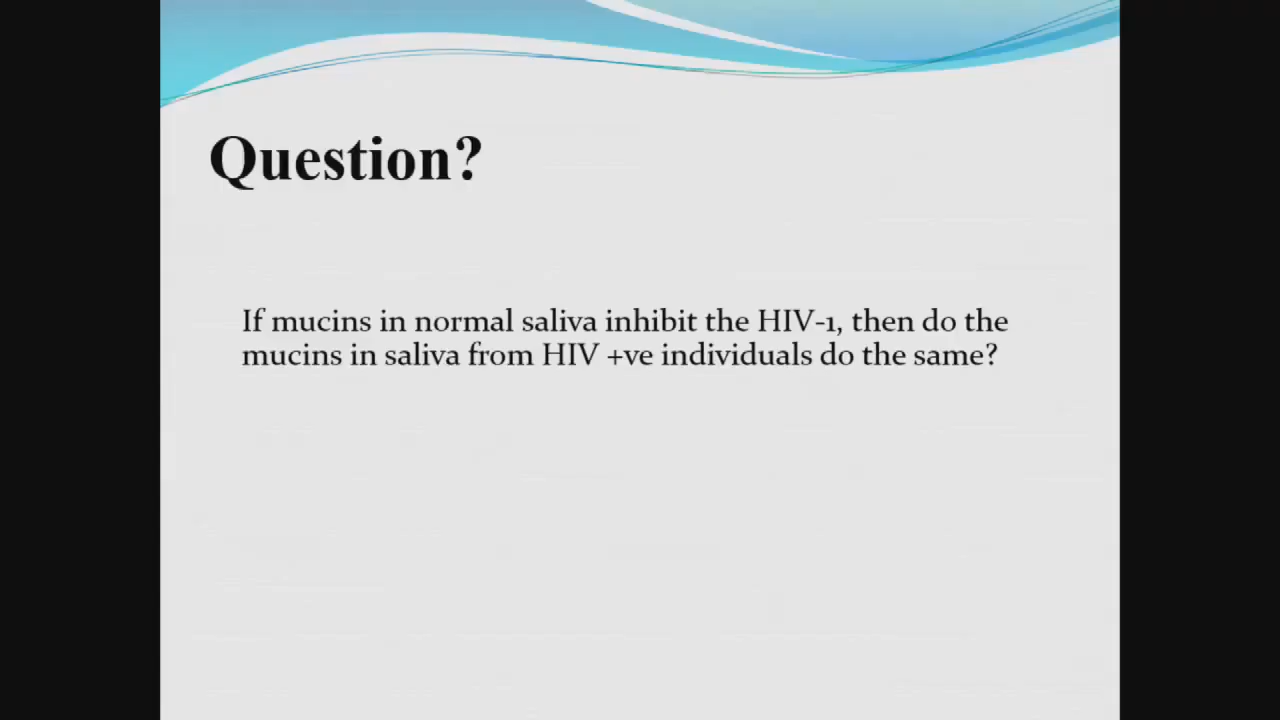 Question?
If mucins in normal saliva inhibit the HIV-1, then do the
mucins in saliva from HIV +ve individuals do the same?